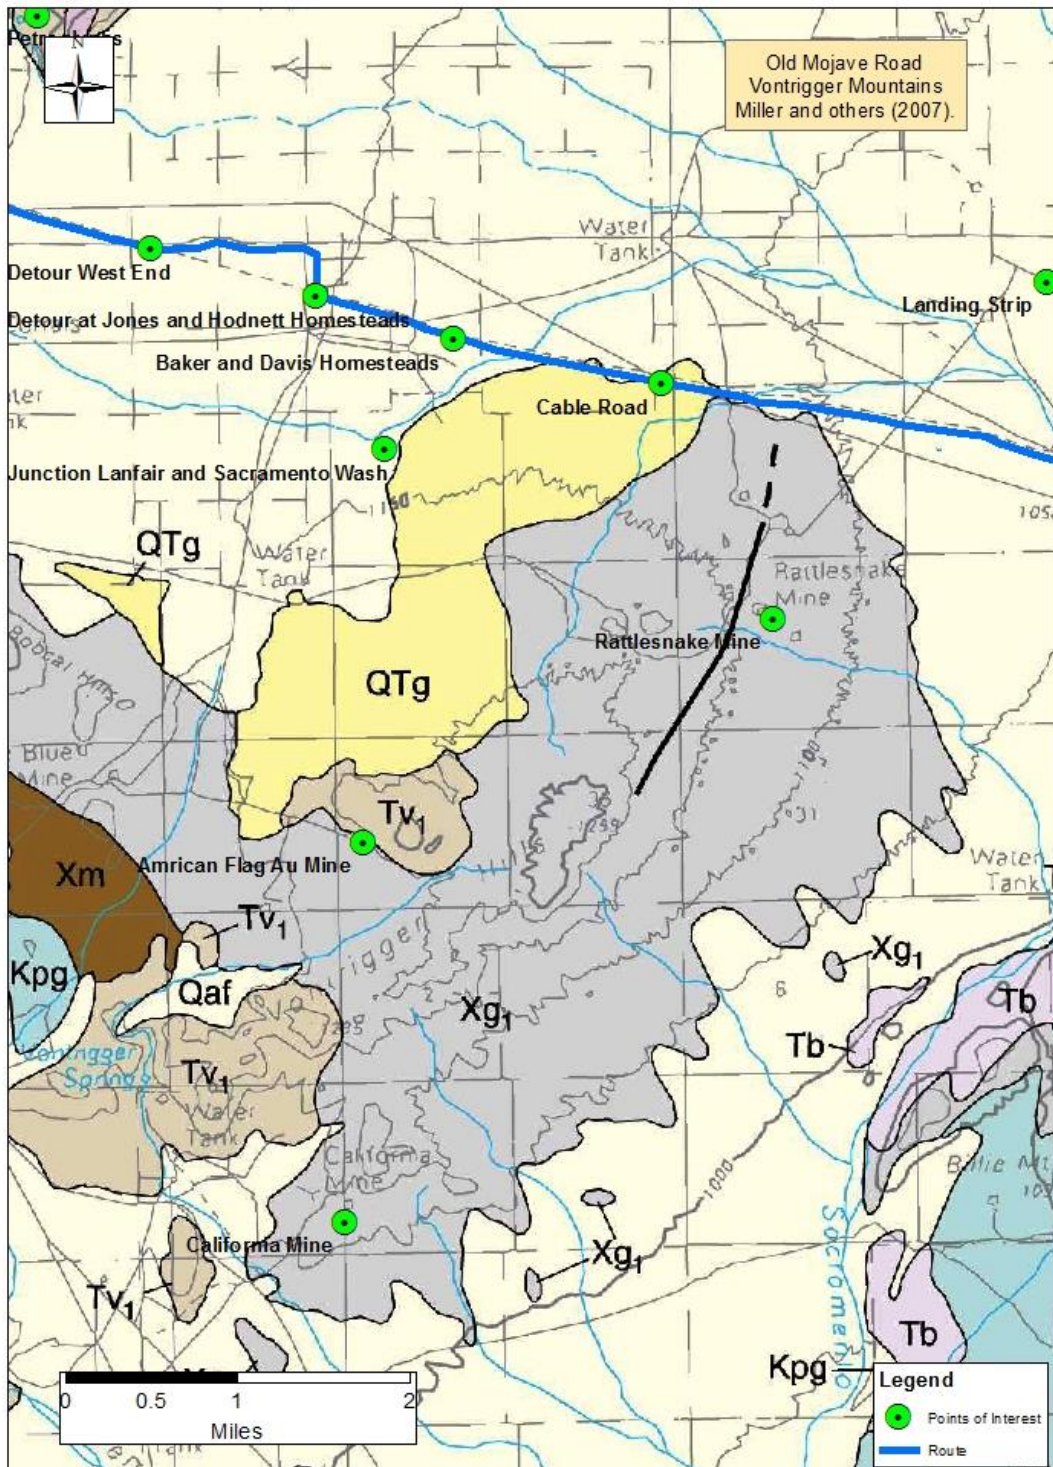 N
Old Mojave Road
Vontrigger Mountains
Miller and others (2007).
Water
Tank
Detour West End
Landing Strip
Detour at Jones and Hodnett Homesteads
Baker and Davis Homesteads
Cable Road
Junction Lanfair and Sacramento Wash
1150
QTg
Water
Tank
Rattlesnake
Mine
Rattlesnake Mine
QTg
Blue
Mine
Tv1
Amrican Flag Au Mine
Water
Tank
Xm
Tv1
Xg1
Kpg
Qaf
Xg1
Tb
Tb
Springs
Tv1
Water
Tank
California
Mine
1000
Califorma Mine
Xg1
Tv1
Tb
Kpg
0 0.5 1 2
Miles
Legend
Points of Interest
Route